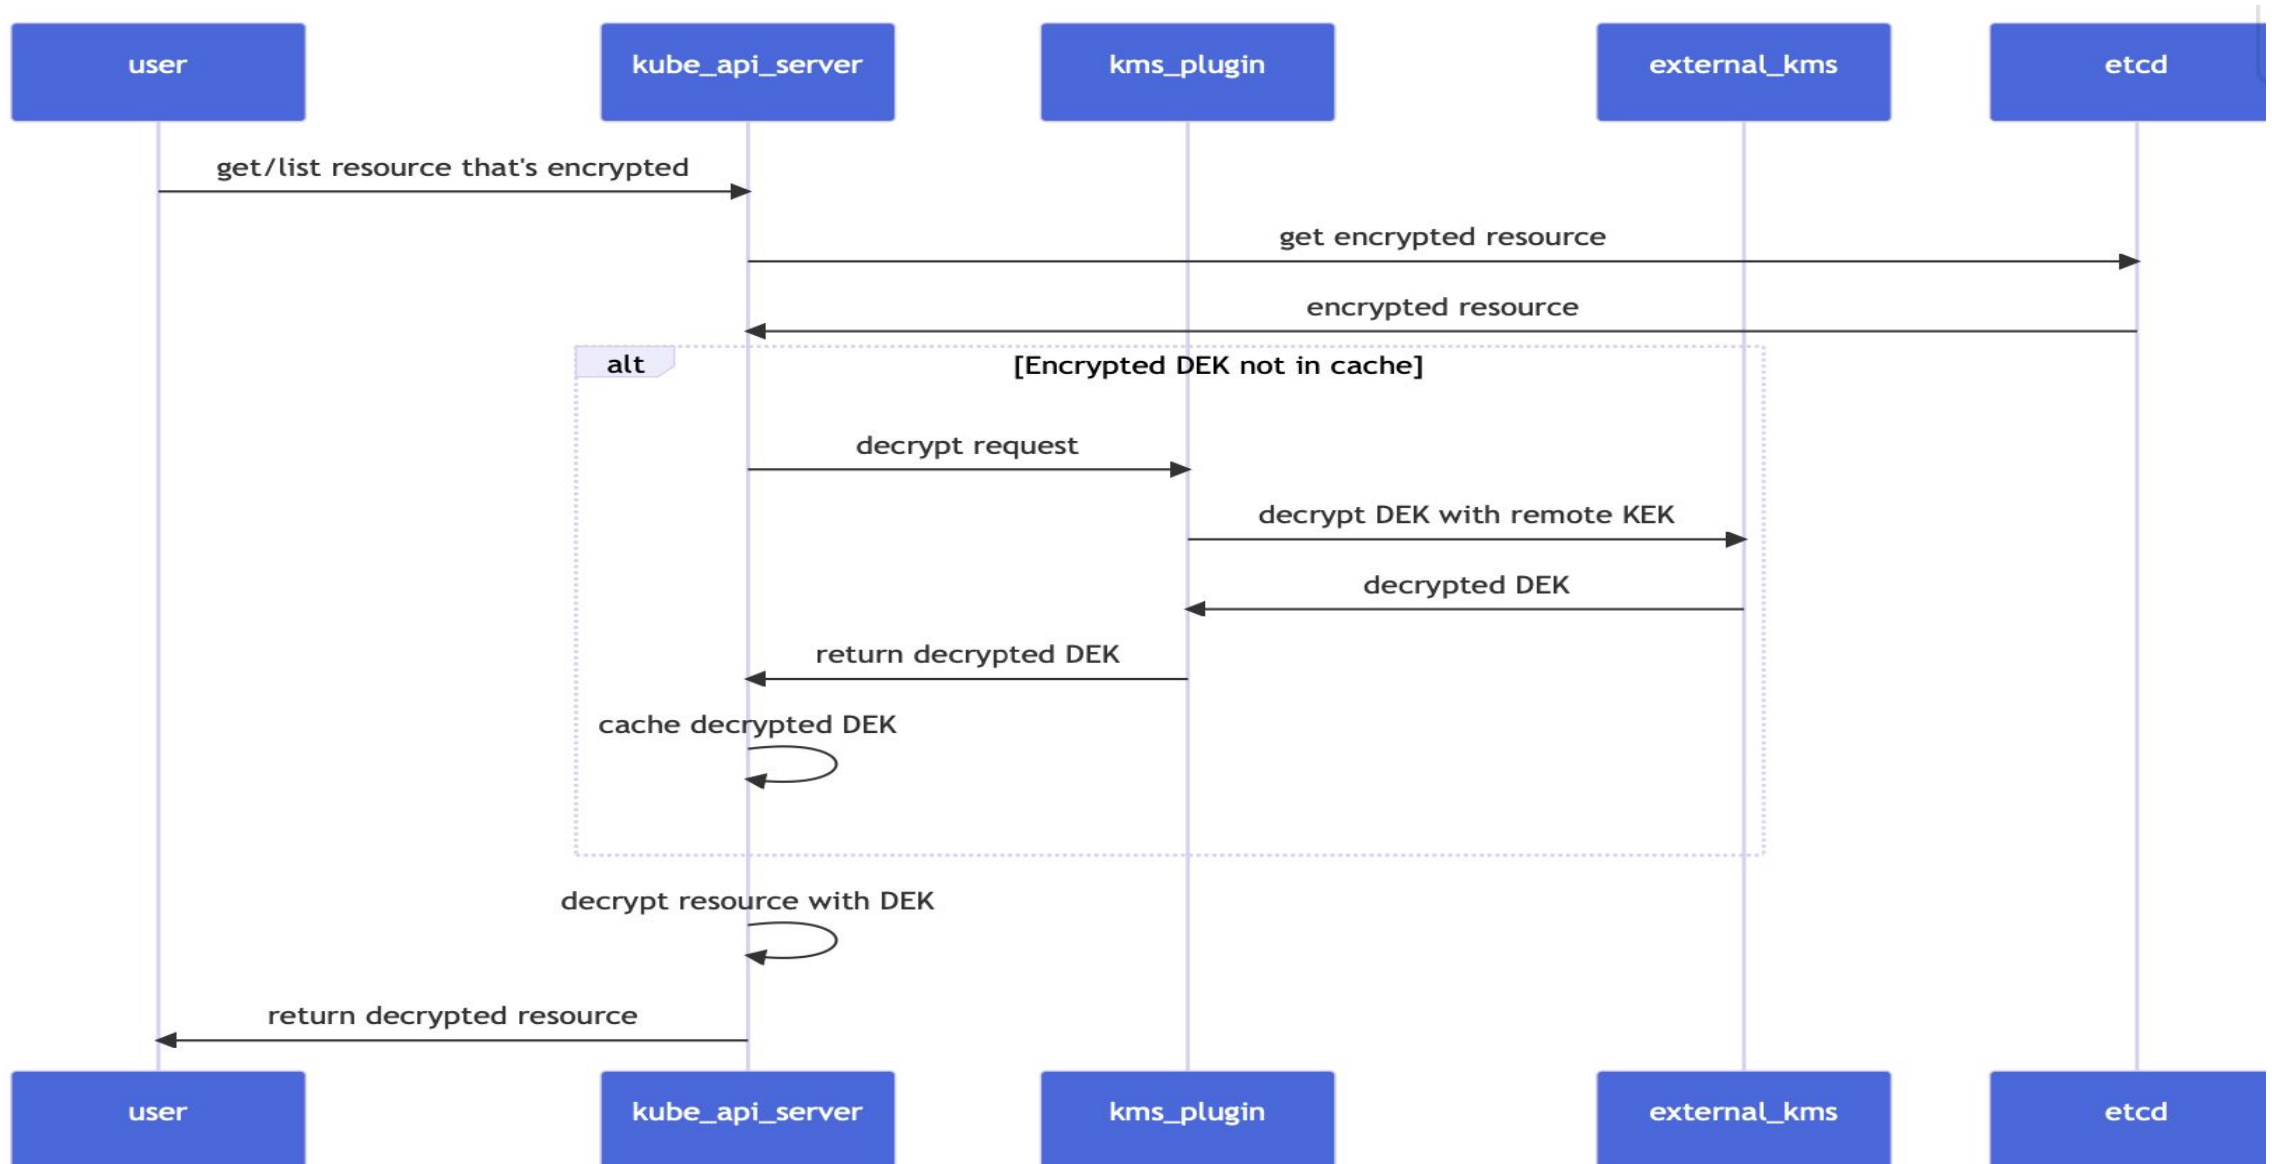 user
kube_api_server
kms_plugin
external_kms
etcd
get/list resource that's encrypted
get encrypted resource
encrypted resource
alt
[Encrypted DEK not in cache]
decrypt request
decrypt DEK with remote KEK
decrypted DEK
return decrypted DEK
cache decrypted DEK
decrypt resource with DEK
return decrypted resource
user
kube_api_server
kms_plugin
external_kms
etcd